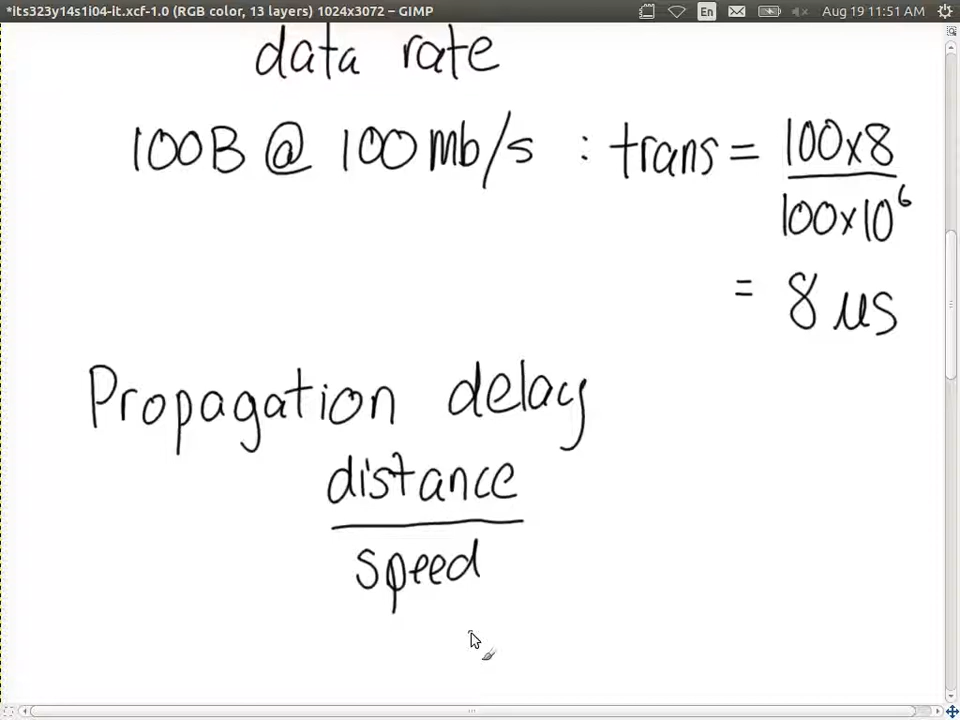 *its323y14s1i04-it.xcf-1.0 (RGB color, 13 layers) 1024x3072 – GIMP En Aug 19 11:51 AM
data rate
100B @ 100mb/s : trans = 100x8
100x10⁶
= 8 us
Propagation delay
distance
speed